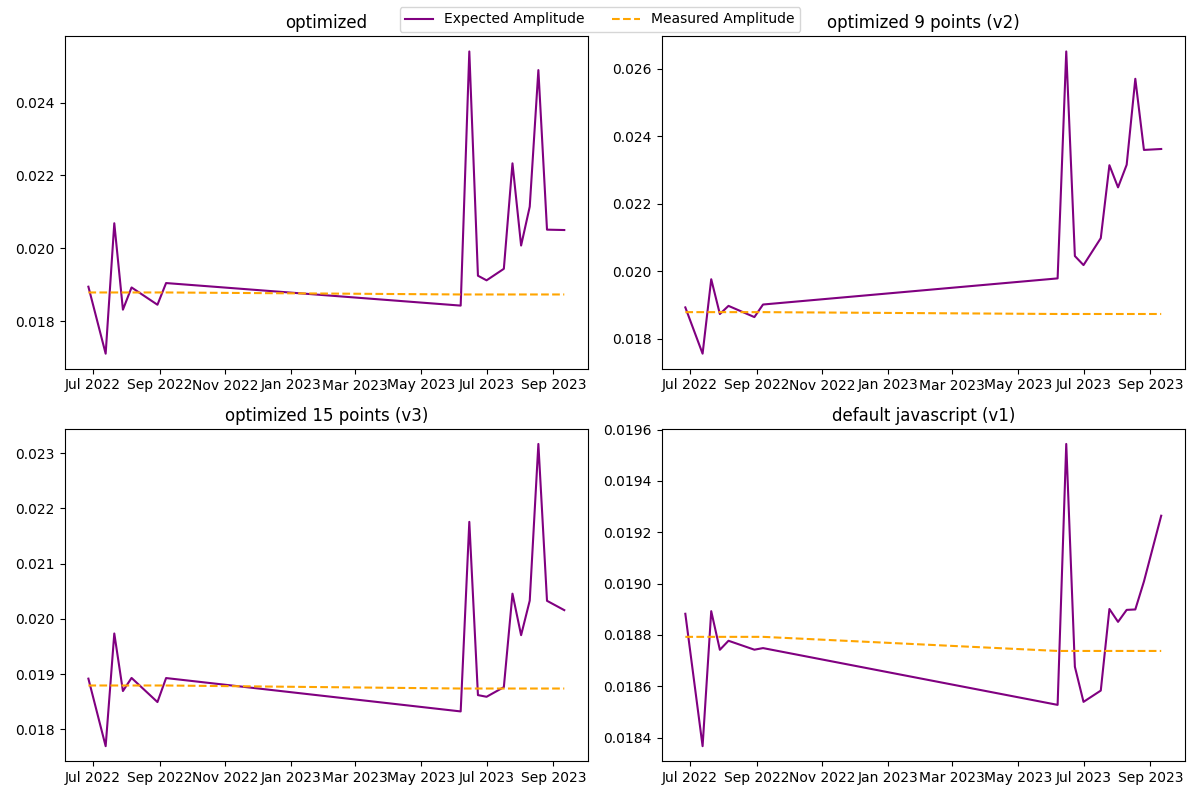 Expected Amplitude
Measured Amplitude
optimized
0.024
0.022
0.020
0.018
Jul 2022 Sep 2022 Nov 2022 Jan 2023 Mar 2023 May 2023 Jul 2023 Sep 2023
optimized 9 points (v2)
0.026
0.024
0.022
0.020
0.018
Jul 2022 Sep 2022 Nov 2022 Jan 2023 Mar 2023 May 2023 Jul 2023 Sep 2023
optimized 15 points (v3)
0.023
0.022
0.021
0.020
0.019
0.018
Jul 2022 Sep 2022 Nov 2022 Jan 2023 Mar 2023 May 2023 Jul 2023 Sep 2023
default javascript (v1)
0.0196
0.0194
0.0192
0.0190
0.0188
0.0186
0.0184
Jul 2022 Sep 2022 Nov 2022 Jan 2023 Mar 2023 May 2023 Jul 2023 Sep 2023